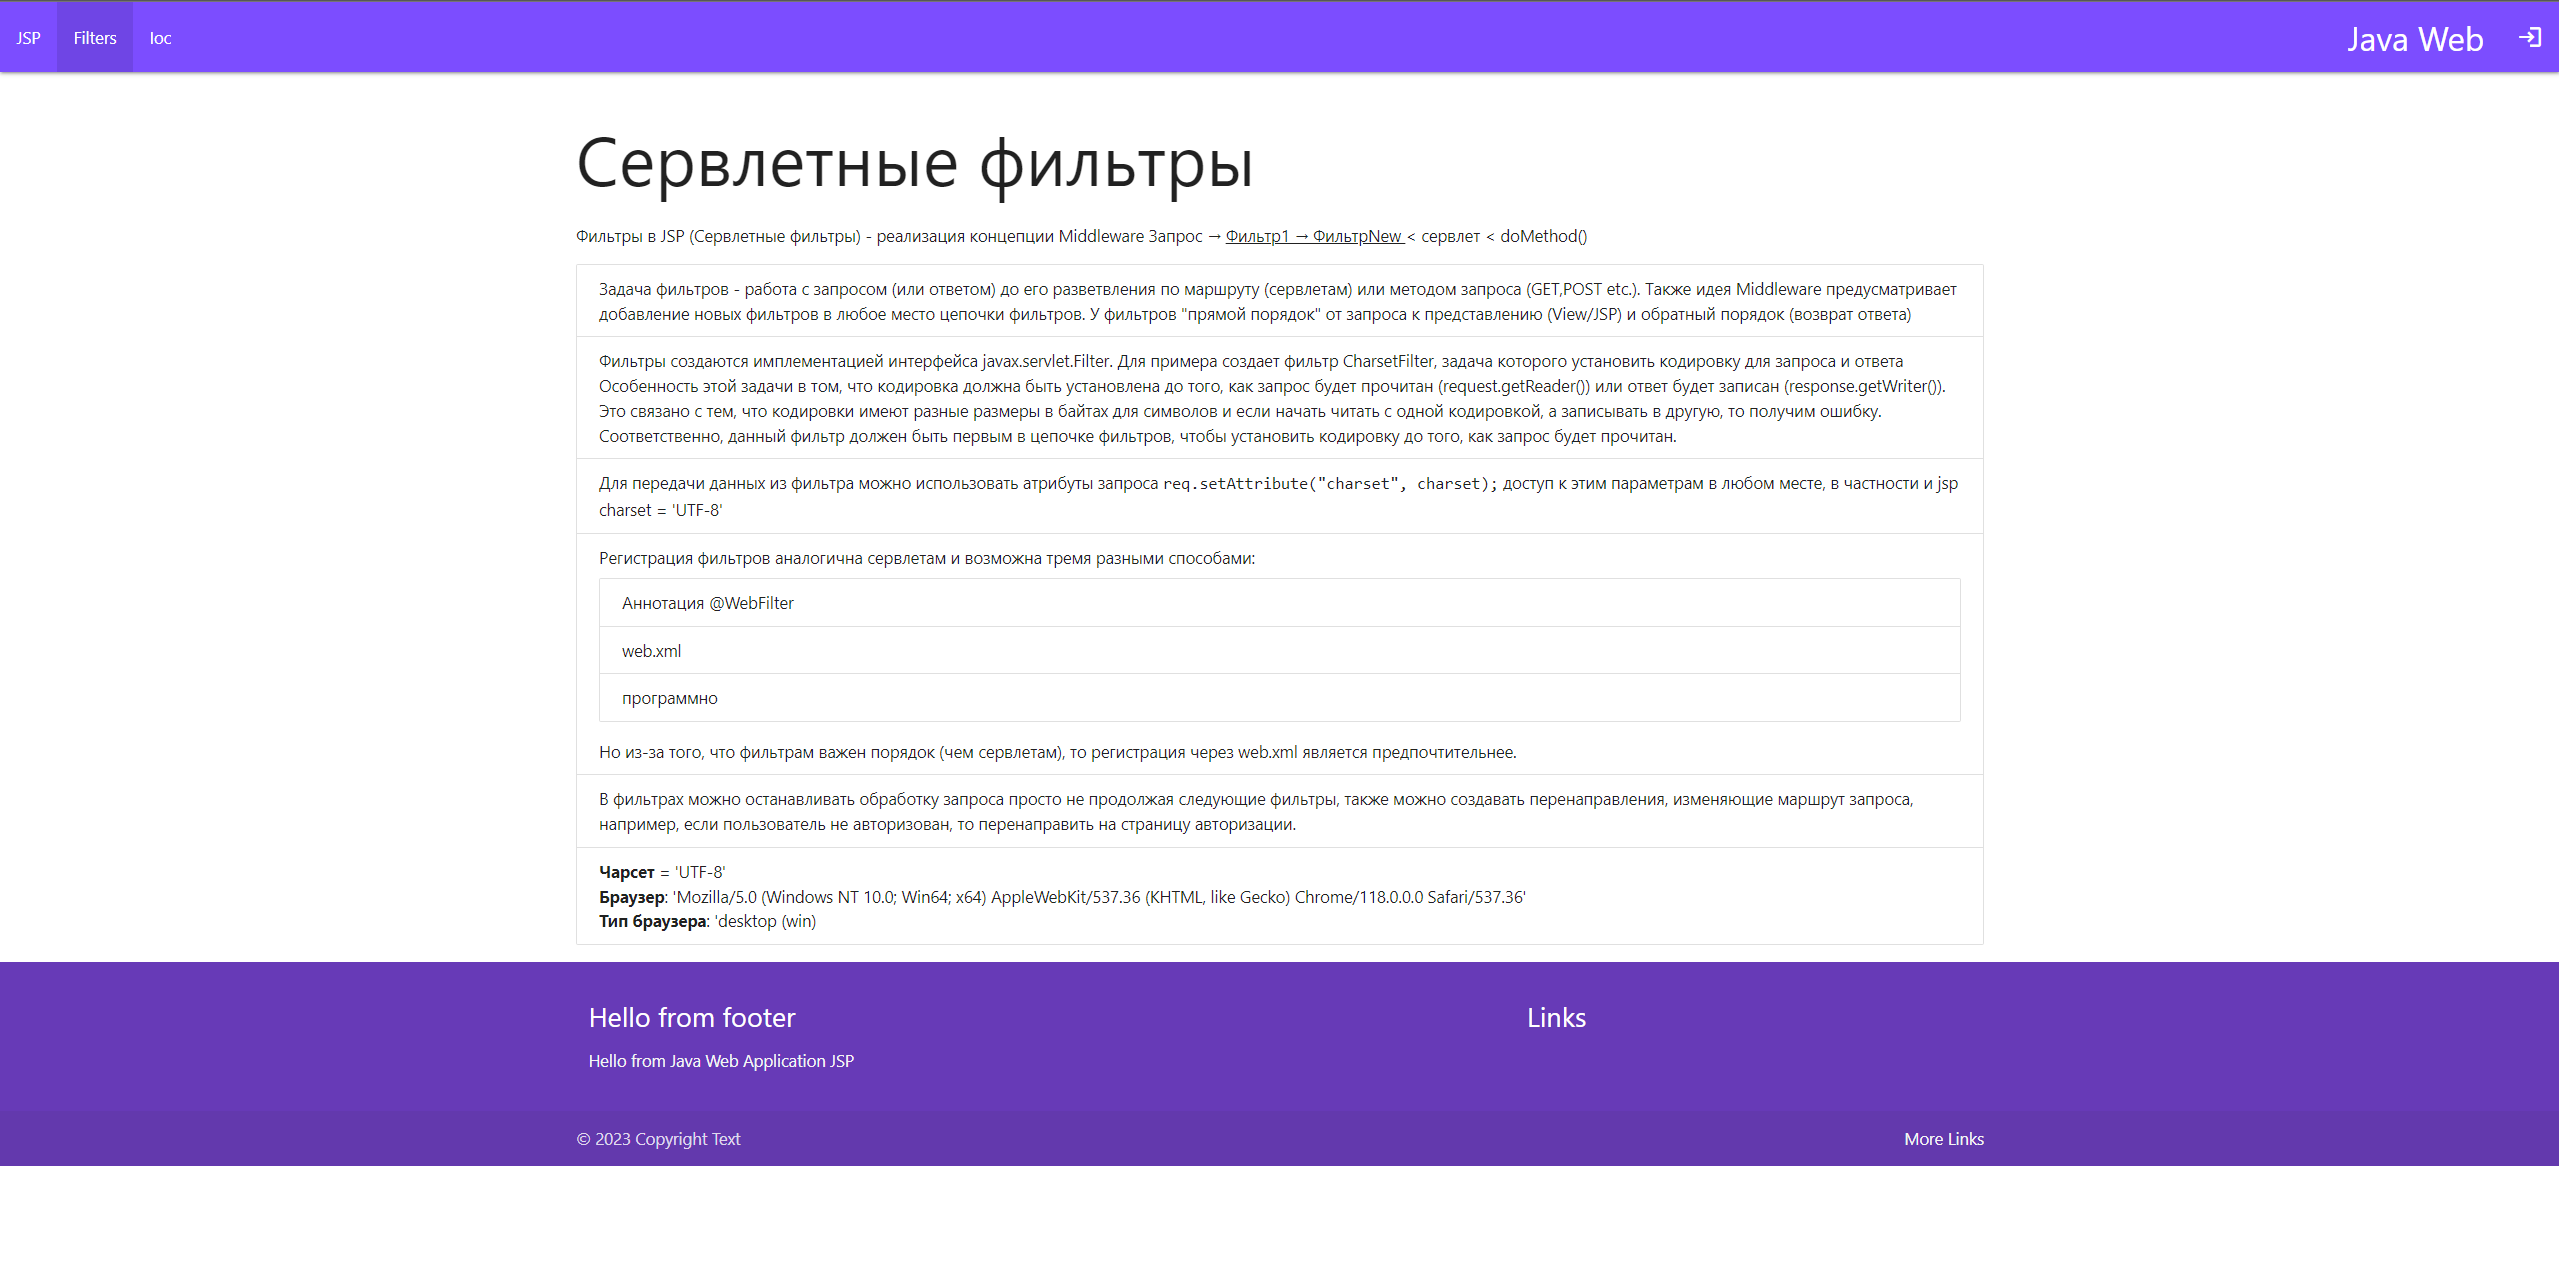 JSP
Filters
Ioc
Java Web
Сервлетные фильтры
Фильтры в JSP (Сервлетные фильтры) - реализация концепции Middleware Запрос → Фильтр1 → ФильтрNew < сервлет < doMethod()
Задача фильтров - работа с запросом (или ответом) до его разветвления по маршруту (сервлетам) или методом запроса (GET,POST etc.). Также идея Middleware предусматривает
добавление новых фильтров в любое место цепочки фильтров. У фильтров "прямой порядок" от запроса к представлению (View/JSP) и обратный порядок (возврат ответа)
Фильтры создаются имплементацией интерфейса javax.servlet.Filter. Для примера создает фильтр CharsetFilter, задача которого установить кодировку для запроса и ответа
Особенность этой задачи в том, что кодировка должна быть установлена до того, как запрос будет прочитан (request.getReader()) или ответ будет записан (response.getWriter()).
Это связано с тем, что кодировки имеют разные размеры в байтах для символов и если начать читать с одной кодировкой, а записывать в другую, то получим ошибку.
Соответственно, данный фильтр должен быть первым в цепочке фильтров, чтобы установить кодировку до того, как запрос будет прочитан.
Для передачи данных из фильтра можно использовать атрибуты запроса req.setAttribute("charset", charset); доступ к этим параметрам в любом месте, в частности и jsp
charset = 'UTF-8'
Регистрация фильтров аналогична сервлетам и возможна тремя разными способами:
Аннотация @WebFilter
web.xml
программно
Но из-за того, что фильтрам важен порядок (чем сервлетам), то регистрация через web.xml является предпочтительнее.
В фильтрах можно останавливать обработку запроса просто не продолжая следующие фильтры, также можно создавать перенаправления, изменяющие маршрут запроса,
например, если пользователь не авторизован, то перенаправить на страницу авторизации.
Чарсет = 'UTF-8'
Браузер: 'Mozilla/5.0 (Windows NT 10.0; Win64; x64) AppleWebKit/537.36 (KHTML, like Gecko) Chrome/118.0.0.0 Safari/537.36'
Тип браузера: 'desktop (win)
Hello from footer
Links
Hello from Java Web Application JSP
© 2023 Copyright Text
More Links